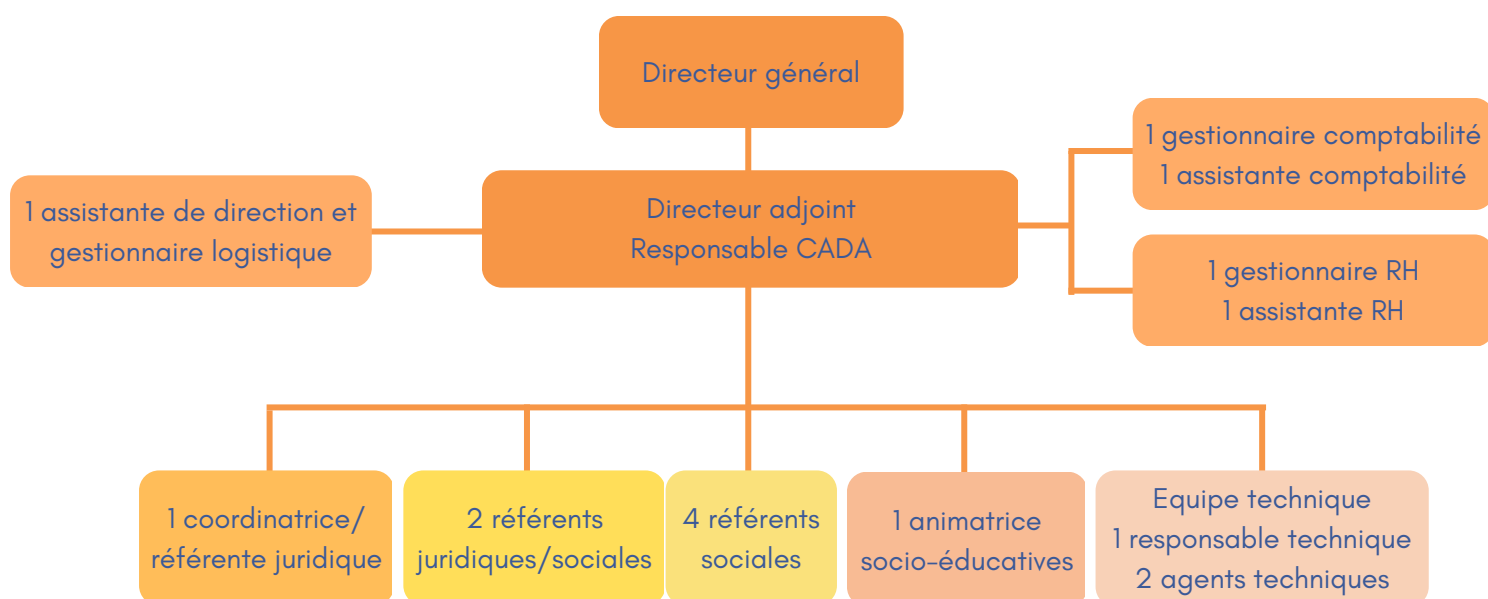 Directeur général
1 gestionnaire comptabilité
1 assistante comptabilité
1 assistante de direction et
gestionnaire logistique
Directeur adjoint
Responsable CADA
1 gestionnaire RH
1 assistante RH
1 coordinatrice/
référente juridique
2 référents
juridiques/sociales
4 référents
sociales
1 animatrice
socio-éducatives
Equipe technique
1 responsable technique
2 agents techniques